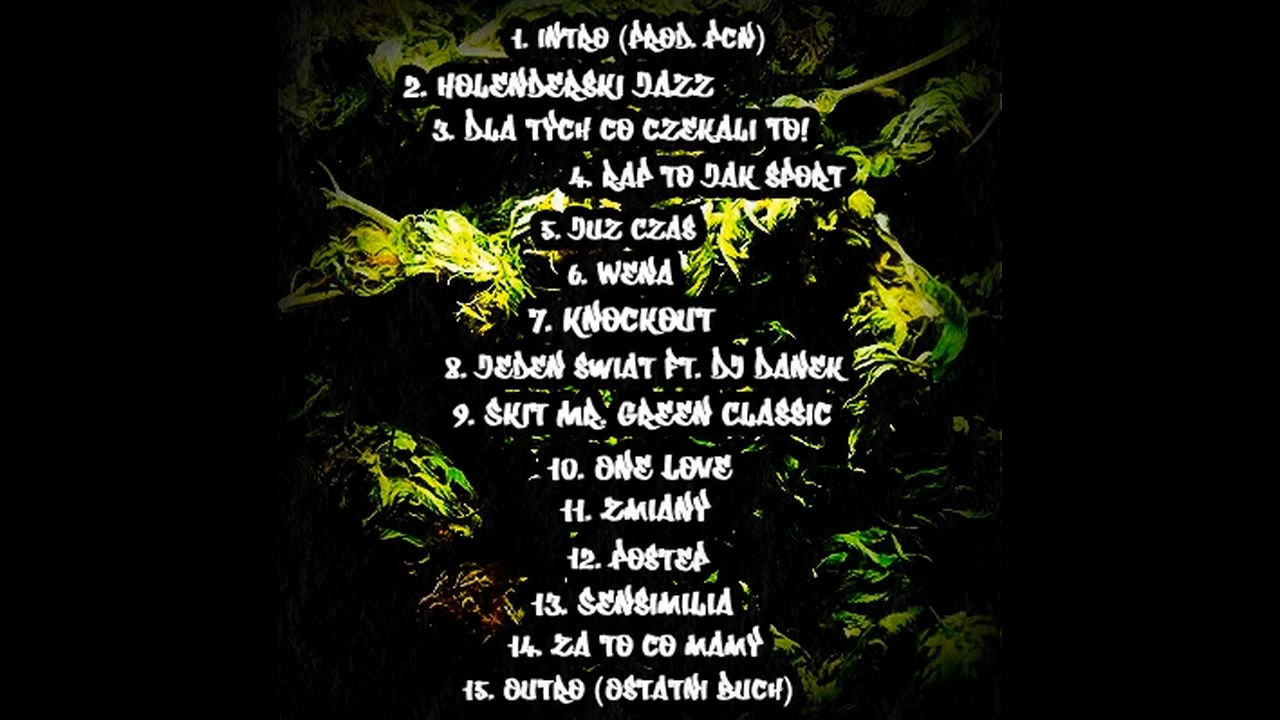 1. INTRO (PROD. PCN)
2. HOLENDERSKI JAZZ
3. DLA TYCH CO CZEKALI TO!
4. RAP TO JAK SPORT
5. JUZ CZAS
6. WENA
7. KNOCKOUT
8. JEDEN SWIAT FT. DJ DANEK
9. SKIT MR. GREEN CLASSIC
10. ONE LOVE
11. ZMIANY
12. POSTEP
13. SENSIMILIA
14. ZA TO CO MAMY
15. OUTRO (OSTATNI BUCH)